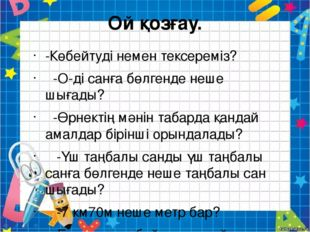 Ой қозғау.
-Көбейтуді немен тексереміз?
-О-ді санға бөлгенде неше
шығады?
-Өрнектің мәнін табарда қандай
амалдар бірінші орындалады?
-Үш таңбалы санды үш таңбалы
санға бөлгенде неше таңбалы сан
шығады?
-7 км70м неше метр бар?